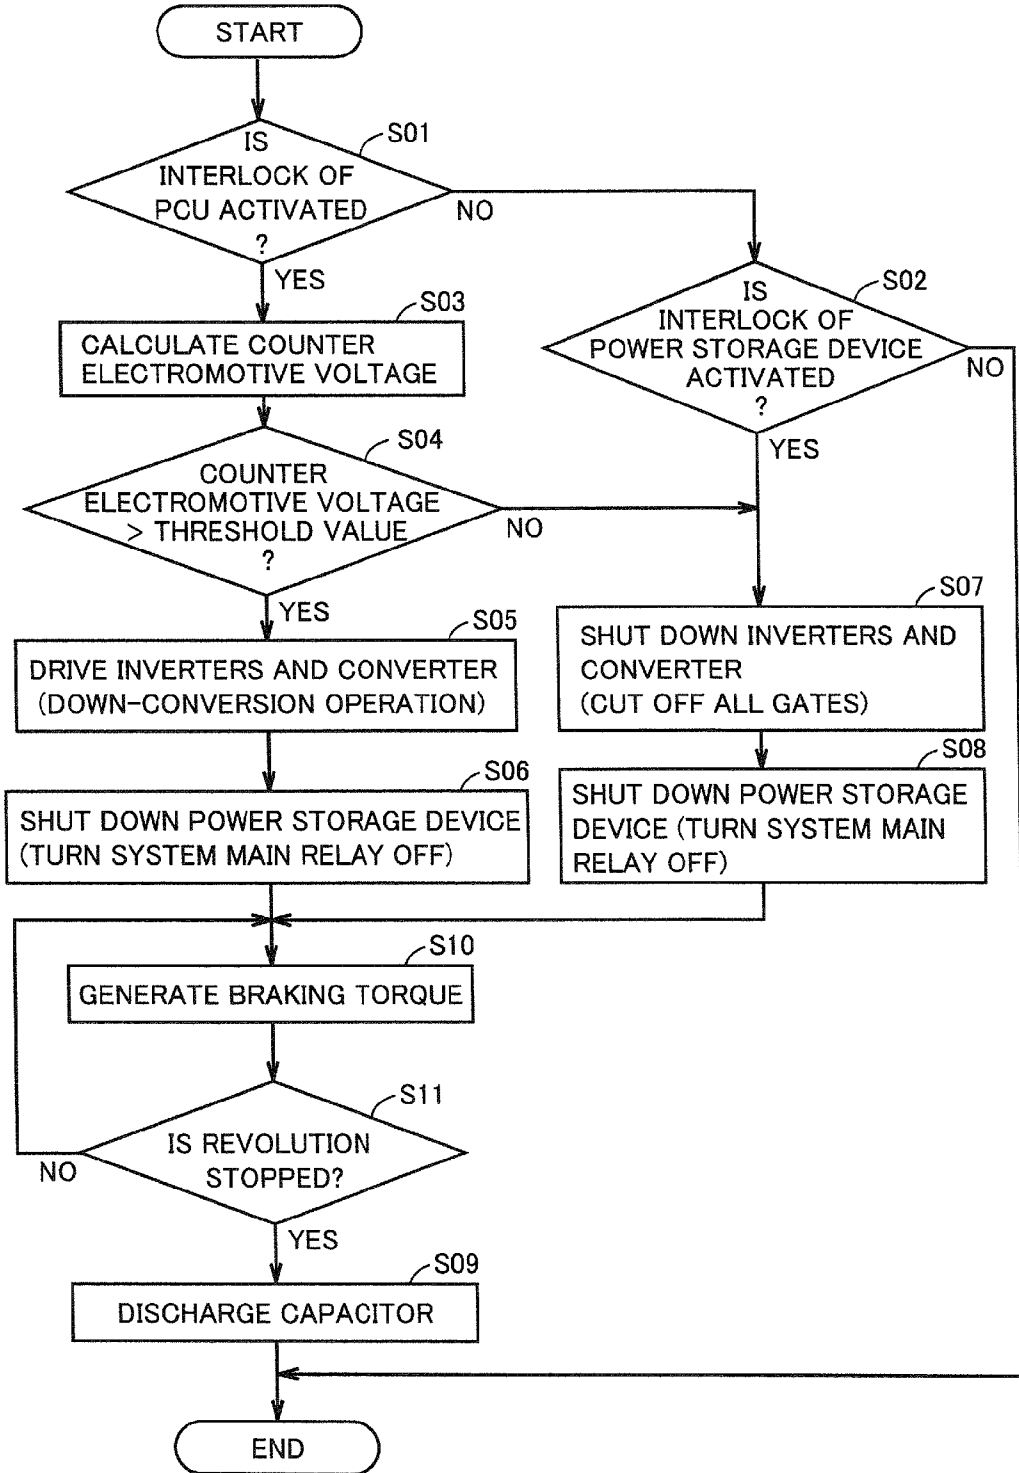 START
S01
IS
INTERLOCK OF
PCU ACTIVATED
?
NO
YES
S02
IS
INTERLOCK OF
POWER STORAGE DEVICE
ACTIVATED
?
NO
YES
S03
CALCULATE COUNTER
ELECTROMOTIVE VOLTAGE
S04
COUNTER
ELECTROMOTIVE VOLTAGE
> THRESHOLD VALUE
?
NO
YES
S05
DRIVE INVERTERS AND CONVERTER
(DOWN-CONVERSION OPERATION)
S07
SHUT DOWN INVERTERS AND
CONVERTER
(CUT OFF ALL GATES)
S06
SHUT DOWN POWER STORAGE DEVICE
(TURN SYSTEM MAIN RELAY OFF)
S08
SHUT DOWN POWER STORAGE
DEVICE (TURN SYSTEM MAIN
RELAY OFF)
S10
GENERATE BRAKING TORQUE
S11
IS REVOLUTION
STOPPED?
NO
YES
S09
DISCHARGE CAPACITOR
END